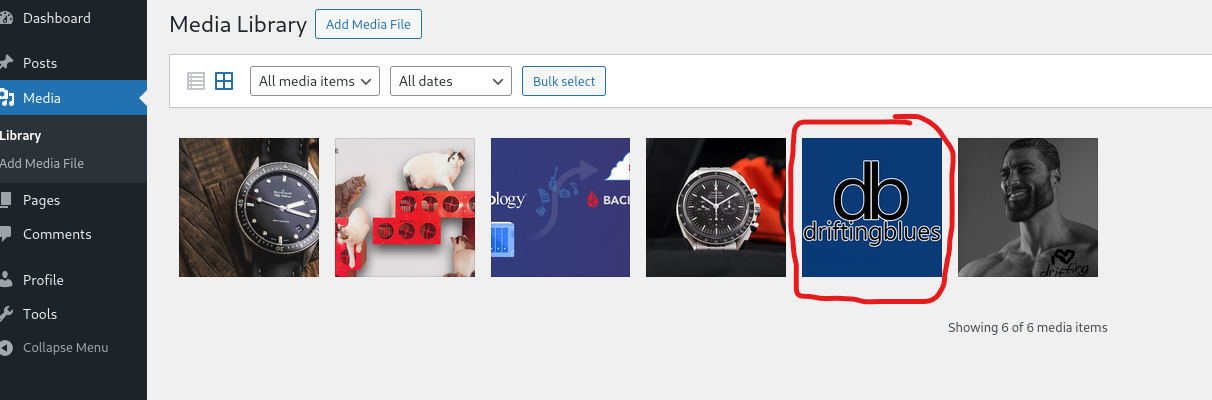 Dashboard
Posts
Media
Library
Add Media File
Pages
Comments
Profile
Tools
Collapse Menu
Media Library Add Media File
All media items All dates Bulk select
db
driftingblues
ology
BAC
I
drifting
Showing 6 of 6 media items